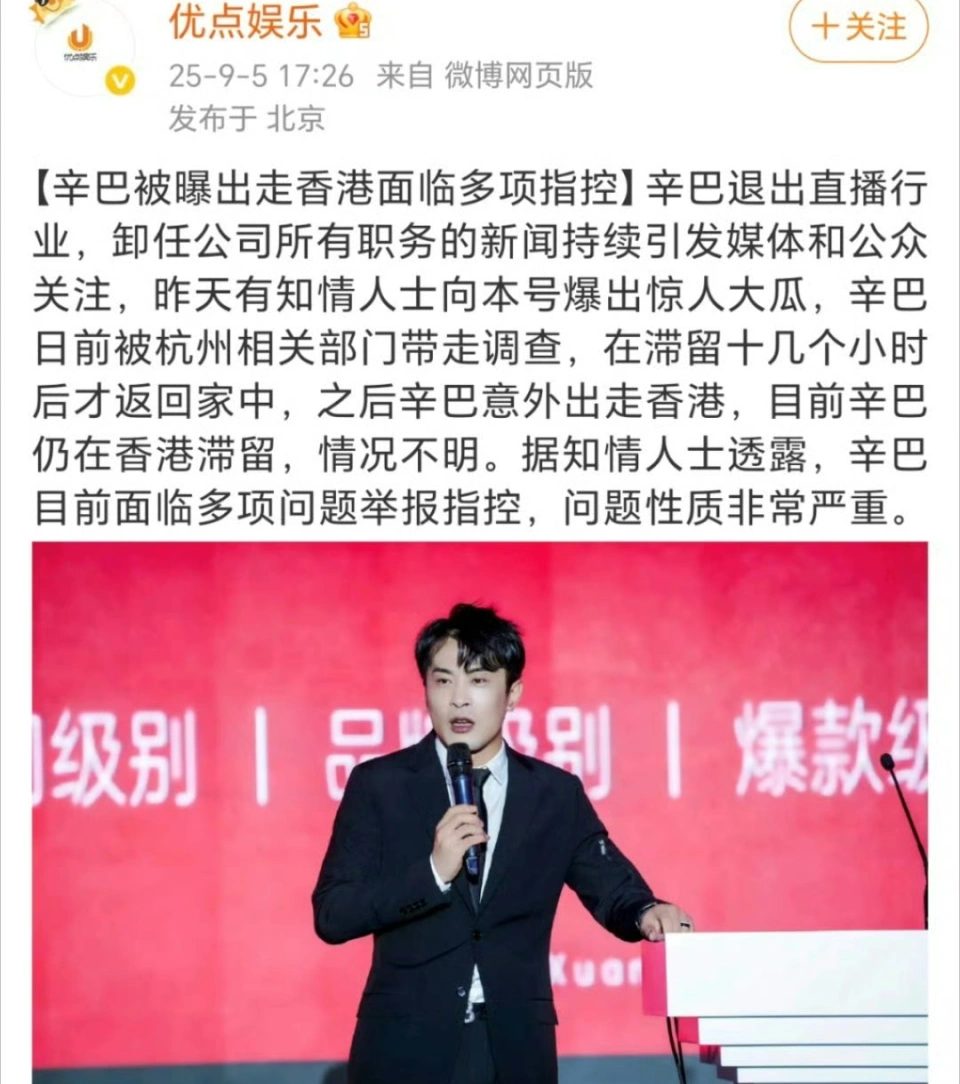 优点娱乐
+关注
优点娱乐
25-9-5 17:26 来自 微博网页版
发布于 北京
【辛巴被曝出走香港面临多项指控】辛巴退出直播行
业，卸任公司所有职务的新闻持续引发媒体和公众
关注，昨天有知情人士向本号爆出惊人大瓜，辛巴
日前被杭州相关部门带走调查，在滞留十几个小时
后才返回家中，之后辛巴意外出走香港，目前辛巴
仍在香港滞留，情况不明。据知情人士透露，辛巴
目前面临多项问题举报指控，问题性质非常严重。
级别 | 品牌级别 | 爆款级
Xuan